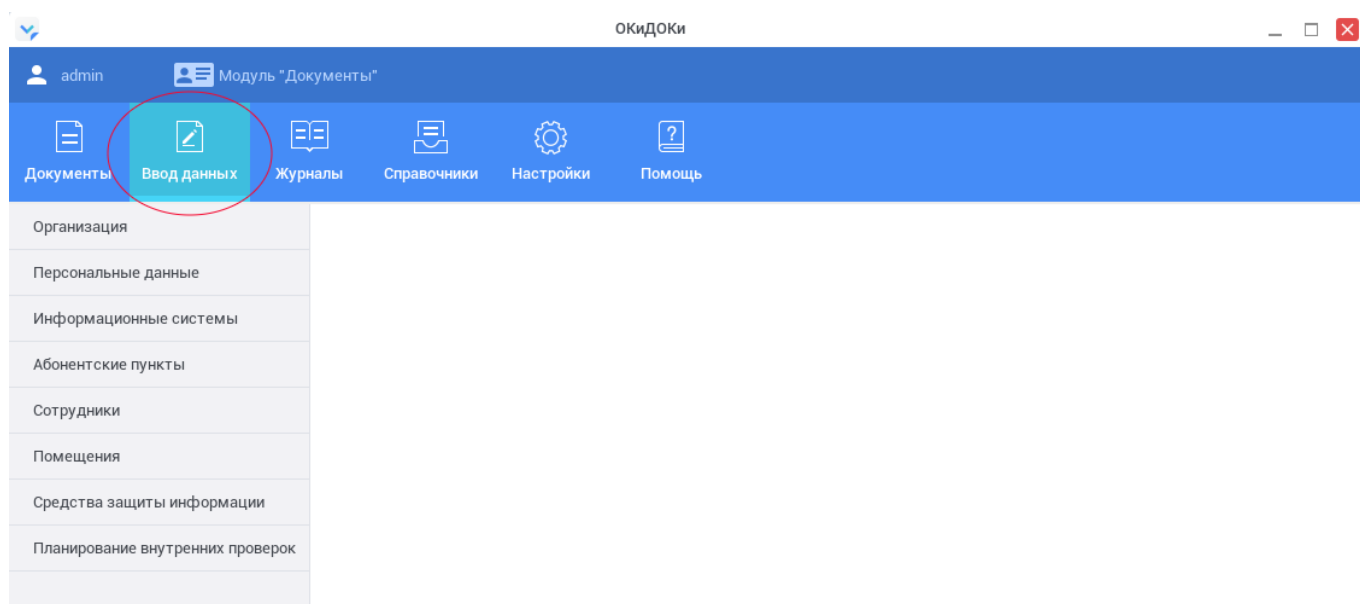 ОКиДОКи
admin Модуль "Документы"
Документы Ввод данных Журналы Справочники Настройки Помощь
Организация
Персональные данные
Информационные системы
Абонентские пункты
Сотрудники
Помещения
Средства защиты информации
Планирование внутренних проверок